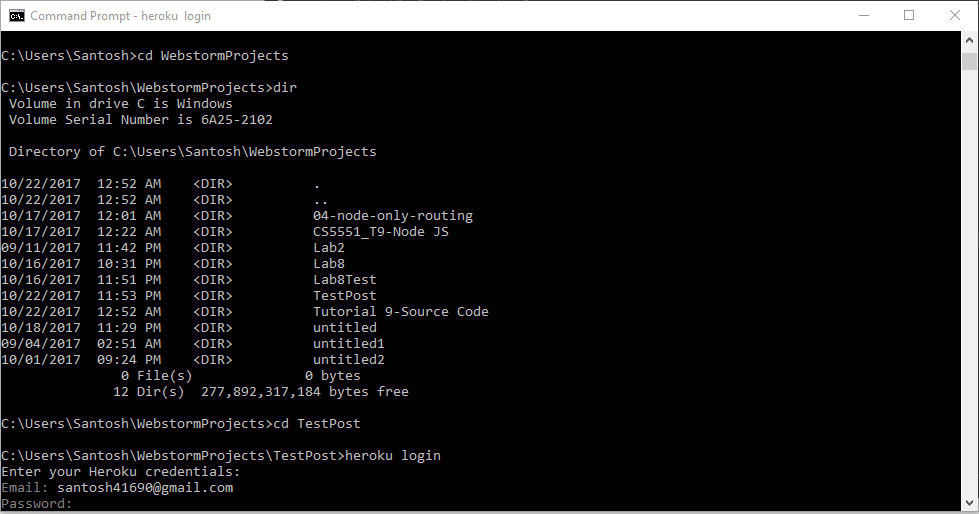 Command Prompt - heroku  login
C:\Users\Santosh>cd WebstormProjects
C:\Users\Santosh\WebstormProjects>dir
 Volume in drive C is Windows
 Volume Serial Number is 6A25-2102
 Directory of C:\Users\Santosh\WebstormProjects
10/22/2017  12:52 AM    <DIR>          .
10/22/2017  12:52 AM    <DIR>          ..
10/17/2017  12:01 AM    <DIR>          04-node-only-routing
10/17/2017  12:22 AM    <DIR>          CS5551_T9-Node JS
09/11/2017  11:42 PM    <DIR>          Lab2
10/16/2017  10:31 PM    <DIR>          Lab8
10/16/2017  11:51 PM    <DIR>          Lab8Test
10/22/2017  11:53 PM    <DIR>          TestPost
10/22/2017  12:52 AM    <DIR>          Tutorial 9-Source Code
10/18/2017  11:29 PM    <DIR>          untitled
09/04/2017  02:51 AM    <DIR>          untitled1
10/01/2017  09:24 PM    <DIR>          untitled2
               0 File(s)              0 bytes
              12 Dir(s)  277,892,317,184 bytes free
C:\Users\Santosh\WebstormProjects>cd TestPost
C:\Users\Santosh\WebstormProjects\TestPost>heroku login
Enter your Heroku credentials:
Email: santosh41690@gmail.com
Password: